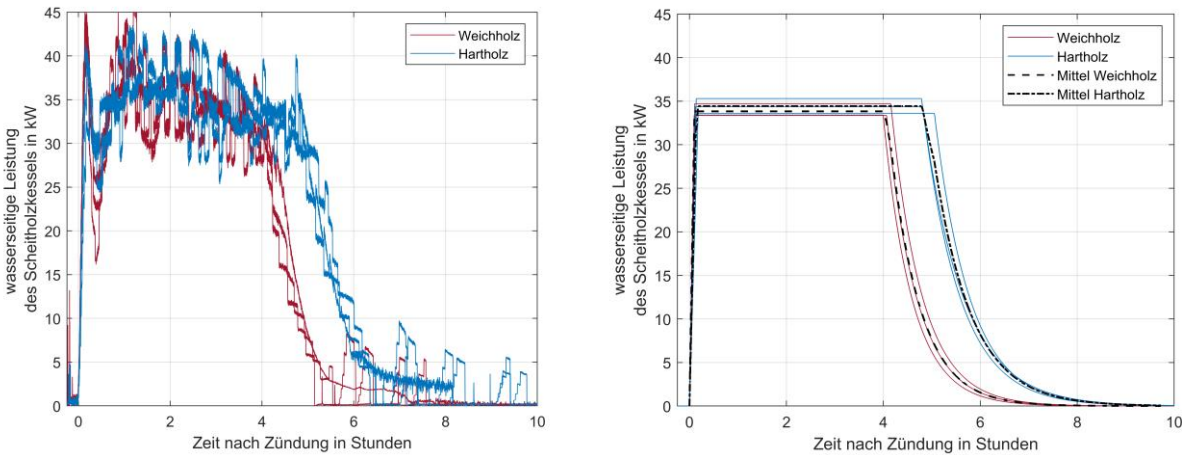 wasserseitige Leistung
des Scheitholzkessels in kW
45
40
35
30
25
20
15
10
5
0
Weichholz
Hartholz
0 2 4 6 8 10
Zeit nach Zündung in Stunden
wasserseitige Leistung
des Scheitholzkessels in kW
45
40
35
30
25
20
15
10
5
0
Weichholz
Hartholz
Mittel Weichholz
Mittel Hartholz
0 2 4 6 8 10
Zeit nach Zündung in Stunden